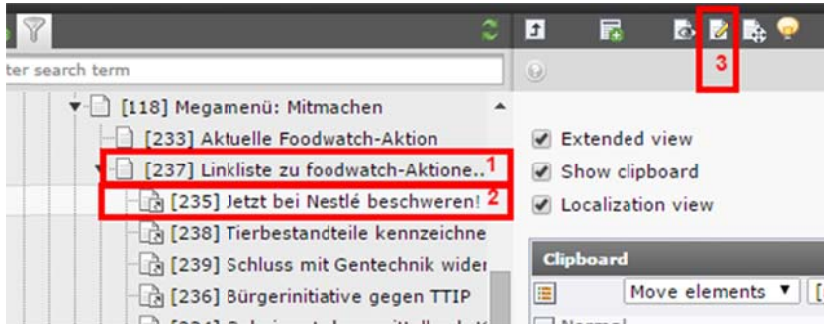 ter search term
3
[118] Megamenü: Mitmachen
[233] Aktuelle Foodwatch-Aktion
Extended view
[237] Linkliste zu foodwatch-Aktione.. 1
Show clipboard
[235] Jetzt bei Nestlé beschweren! 2
Localization view
[238] Tierbestandteile kennzeichne
[239] Schluss mit Gentechnik wider
Clipboard
[236] Bürgerinitiative gegen TTIP
Move elements
Normal